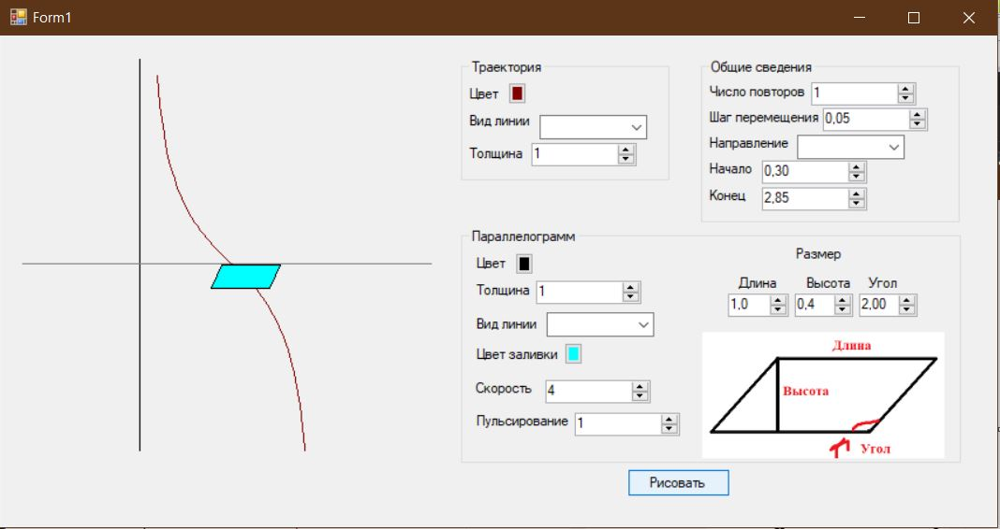 Form1
Траектория
Цвет
Вид линии
Толщина 1
Общие сведения
Число повторов 1
Шаг перемещения 0,05
Направление
Начало 0,30
Конец 2,85
Параллелограмм
Цвет
Толщина 1
Вид линии
Цвет заливки
Скорость 4
Пульсирование 1
Размер
Длина Высота Угол
1,0 0,4 2,00
Длина
Высота
Угол
Рисовать